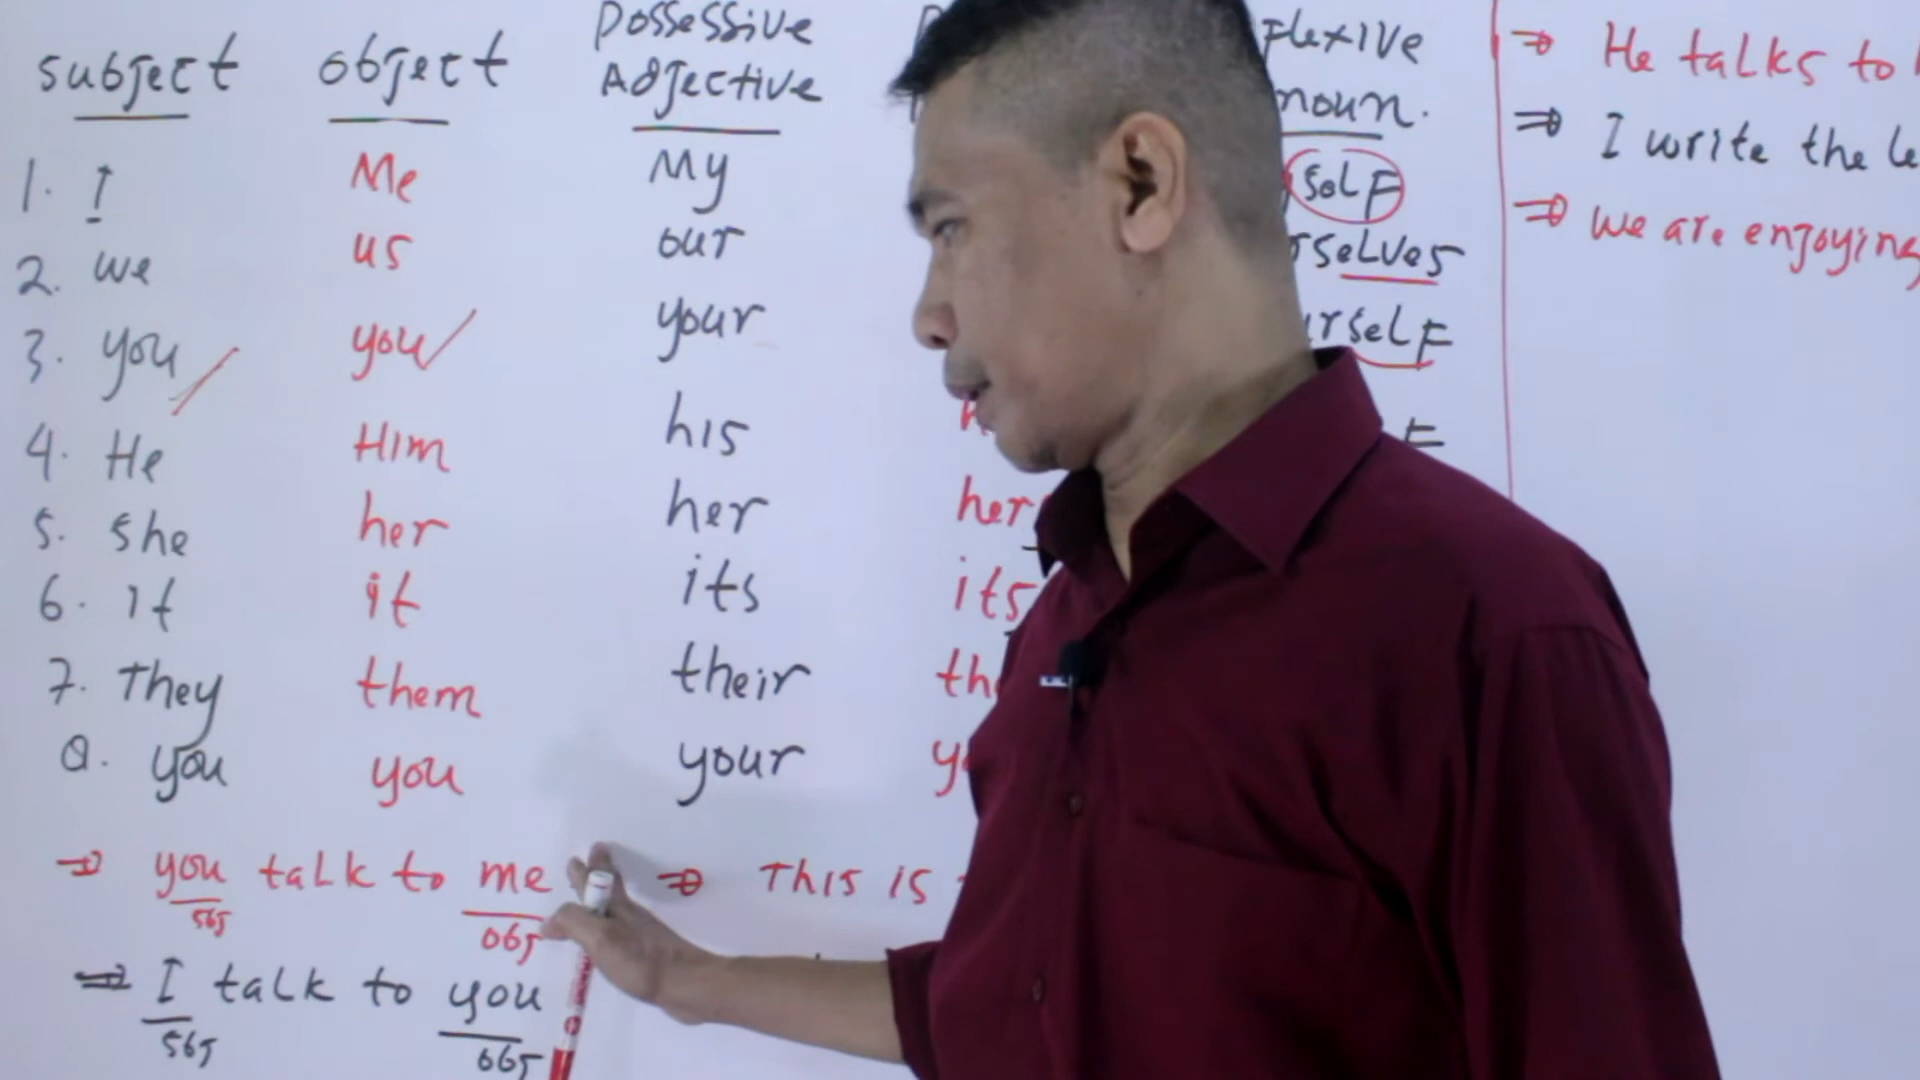 subject object Possessive Adjective flexive noun.
1. I Me My self
2. we us our rselves
3. you you your urself
4. He Him his
5. she her her her
6. it it its its
7. They them their the
8. you you your yo
⇒ you talk to me ⇒ This is
sbj obj
⇒ I talk to you
sbj obj
⇒ He talks to
⇒ I write the le
⇒ we are enjoying